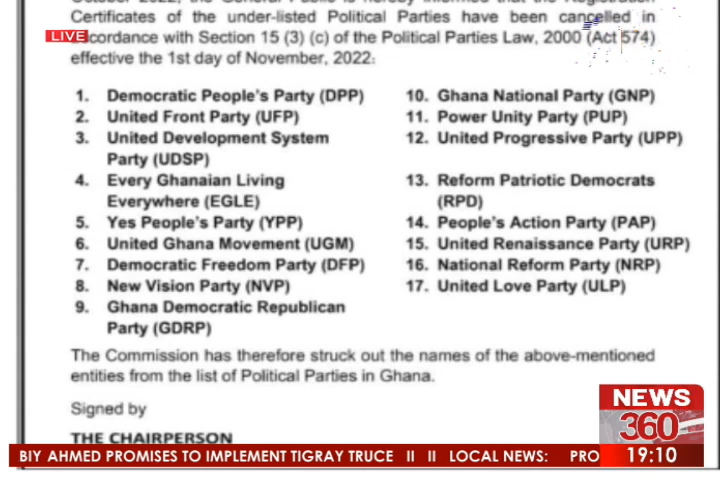 Certificates of the under-listed Political Parties have been cancelled in
LIVE
cordance with Section 15 (3) (c) of the Political Parties Law, 2000 (Act 574)
effective the 1st day of November, 2022:
1. Democratic People's Party (DPP)
2. United Front Party (UFP)
3. United Development System
Party (UDSP)
4. Every Ghanaian Living
Everywhere (EGLE)
5. Yes People's Party (YPP)
6. United Ghana Movement (UGM)
7. Democratic Freedom Party (DFP)
8. New Vision Party (NVP)
9. Ghana Democratic Republican
Party (GDRP)
10. Ghana National Party (GNP)
11. Power Unity Party (PUP)
12. United Progressive Party (UPP)
13. Reform Patriotic Democrats
(RPD)
14. People's Action Party (PAP)
15. United Renaissance Party (URP)
16. National Reform Party (NRP)
17. United Love Party (ULP)
The Commission has therefore struck out the names of the above-mentioned
entities from the list of Political Parties in Ghana.
Signed by
THE CHAIRPERSON
NEWS
360
BIY AHMED PROMISES TO IMPLEMENT TIGRAY TRUCE II II LOCAL NEWS: PRO
19:10